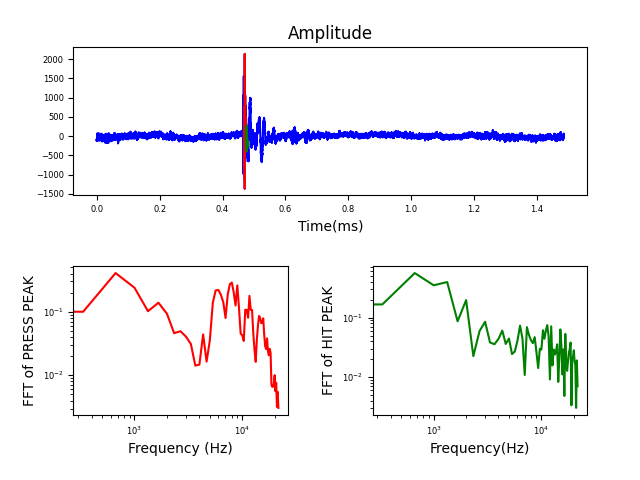 Amplitude
2000
1500
1000
500
0
−500
−1000
−1500
0.0 0.2 0.4 0.6 0.8 1.0 1.2 1.4
Time(ms)
FFT of PRESS PEAK
10⁻¹
10⁻²
10³ 10⁴
Frequency (Hz)
FFT of HIT PEAK
10⁻¹
10⁻²
10³ 10⁴
Frequency(Hz)